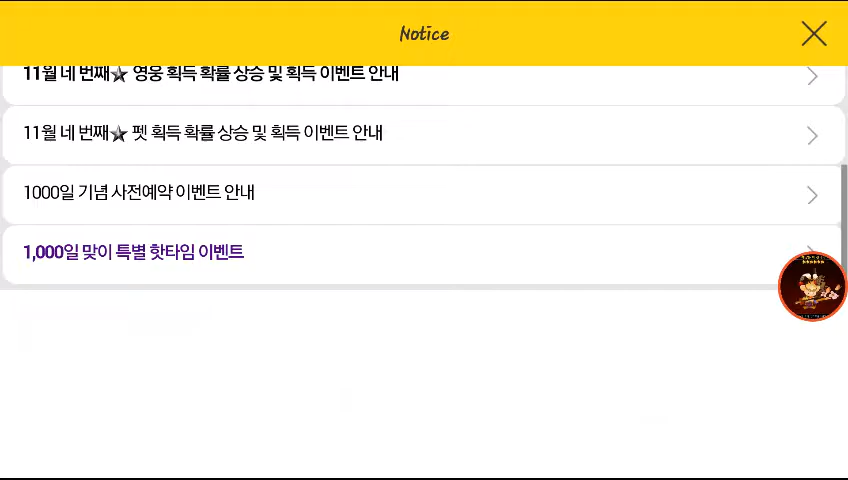 Notice
11월 네 번째★ 영웅 획득 확률 상승 및 획득 이벤트 안내
11월 네 번째★ 펫 획득 확률 상승 및 획득 이벤트 안내
1000일 기념 사전예약 이벤트 안내
1,000일 맞이 특별 핫타임 이벤트